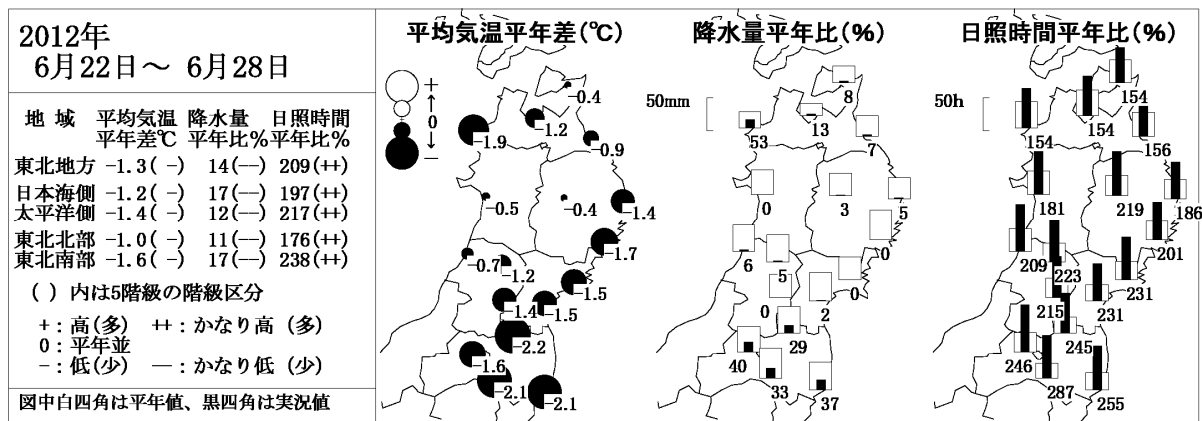 2012年
6月22日～ 6月28日
地 域 平均気温 降水量 日照時間
平年差℃ 平年比% 平年比%
東北地方 -1.3( -) 14(--) 209(++)
日本海側 -1.2( -) 17(--) 197(++)
太平洋側 -1.4( -) 12(--) 217(++)
東北北部 -1.0( -) 11(--) 176(++)
東北南部 -1.6( -) 17(--) 238(++)
( ) 内は5階級の階級区分
+：高(多) ++：かなり高 (多)
0：平年並
-：低(少) --：かなり低 (少)
図中白四角は平年値、黒四角は実況値
平均気温平年差(℃)
+
0
-
-0.4
-1.2
-1.9
-0.9
-0.5
-0.4
-1.4
-1.7
-0.7
-1.2
-1.5
-1.4
-1.5
-2.2
-1.6
-2.1
-2.1
降水量平年比(%)
50mm
8
13
53
7
0
3
5
0
6
5
0
0
2
29
40
33
37
日照時間平年比(%)
50h
154
154
154
156
181
219
186
201
209
223
231
215
231
245
246
287
255